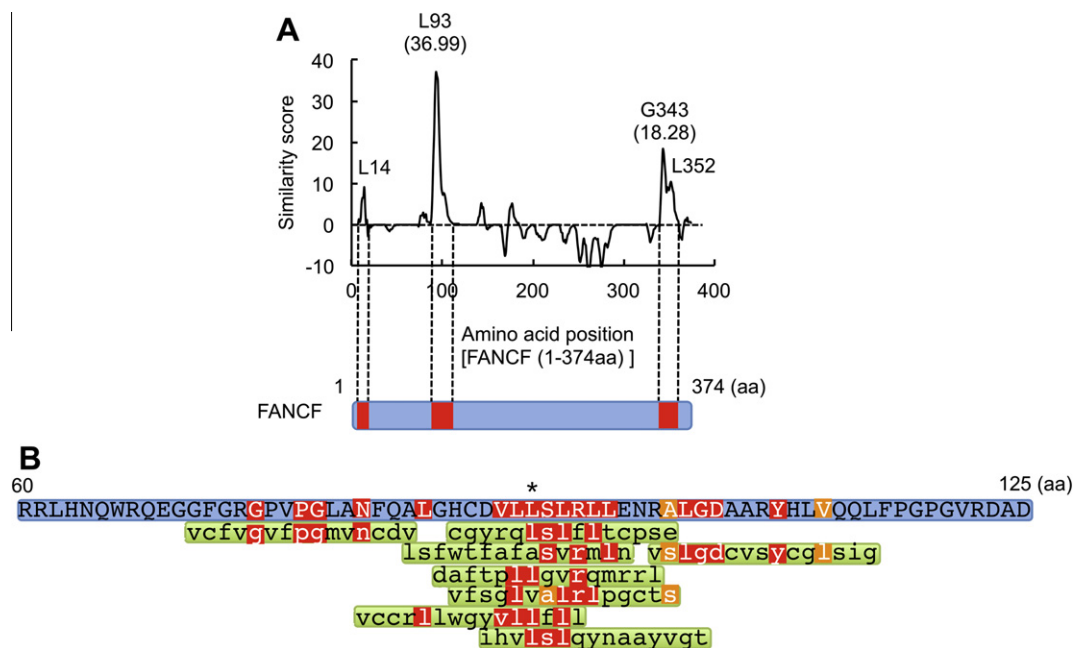 A
L93
(36.99)
G343
(18.28)
L352
L14
Similarity score
40
30
20
10
0
-10
0 100 200 300 400
Amino acid position
[FANCF (1-374aa) ]
1 374 (aa)
FANCF
B
*
60 125 (aa)
RRLHNQWRQEGGFGRGPVPGLANFQALGHCDVLLSLRLLENRALGDAARYHLVQQLFPGPGVRDAD
vcfvgvfpgmvncdv cgyrqlslfltcpse
lsfwtfafasvrmln vslgdcvsycglsig
daftpllgvrqmrrl
vfsglvalrlpgcts
vccrllwgyvllfll
ihvlslqynaayvgt